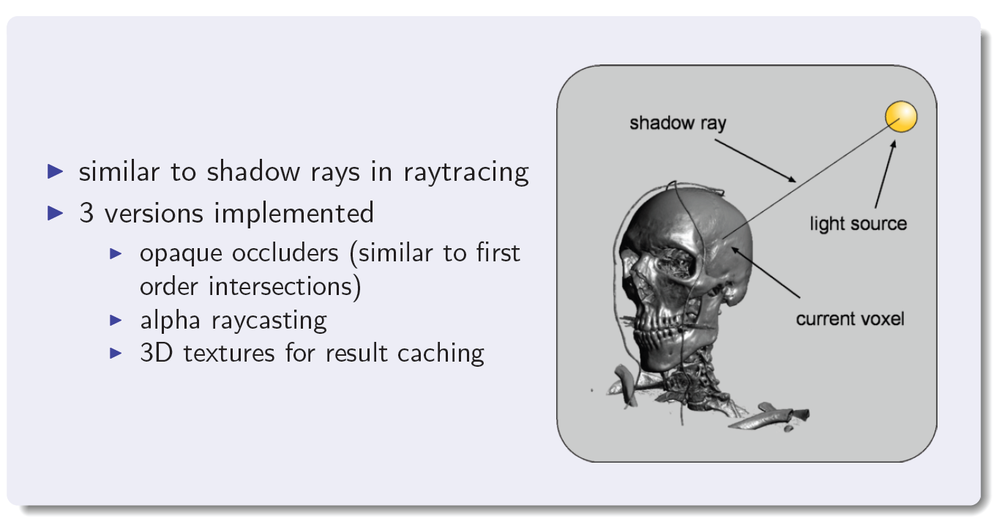 similar to shadow rays in raytracing
3 versions implemented
opaque occluders (similar to first
order intersections)
alpha raycasting
3D textures for result caching
shadow ray
light source
current voxel